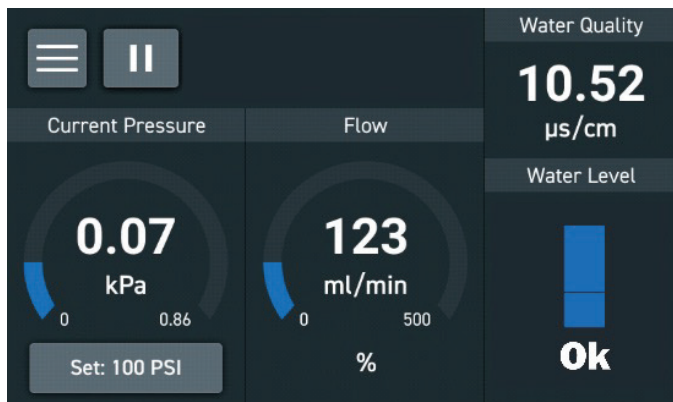 Water Quality
10.52
µs/cm
Current Pressure
Flow
Water Level
0.07
kPa
0
0.86
123
ml/min
0
500
Set: 100 PSI
%
Ok